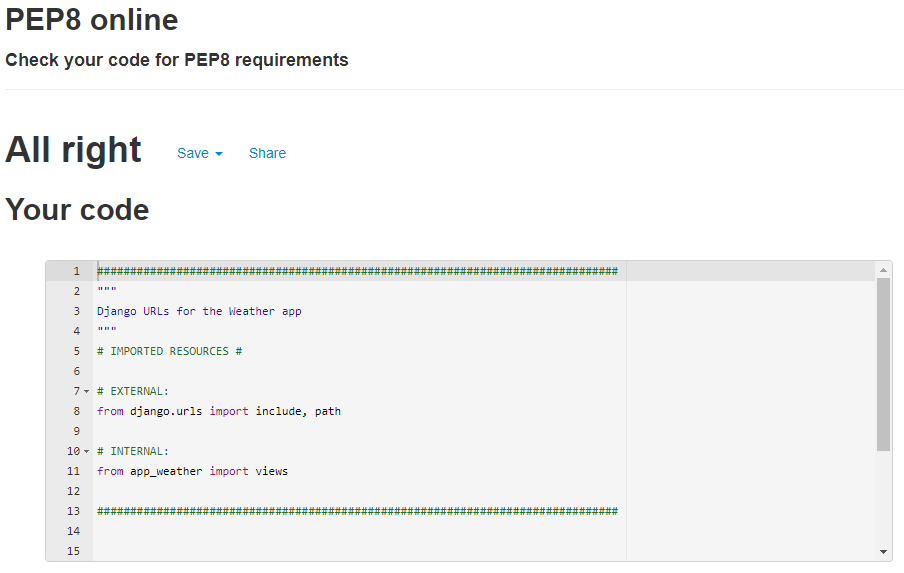 PEP8 online
Check your code for PEP8 requirements
All right Save Share
Your code
1 ###############################################################################
2 """
3 Django URLs for the Weather app
4 """
5 # IMPORTED RESOURCES #
6
7 # EXTERNAL:
8 from django.urls import include, path
9
10 # INTERNAL:
11 from app_weather import views
12
13 ###############################################################################
14
15